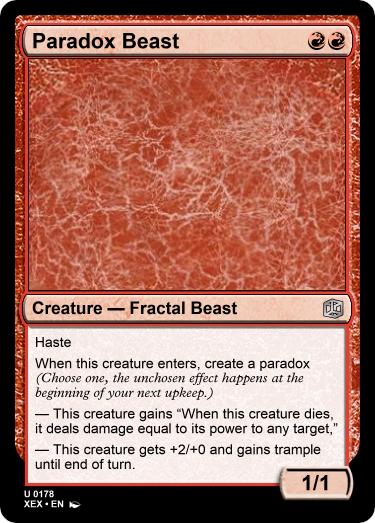 Paradox Beast
Creature — Fractal Beast
Haste
When this creature enters, create a paradox
(Choose one, the unchosen effect happens at the
beginning of your next upkeep.)
— This creature gains “When this creature dies,
it deals damage equal to its power to any target,”
— This creature gets +2/+0 and gains trample
until end of turn.
1/1
U 0178
XEX • EN